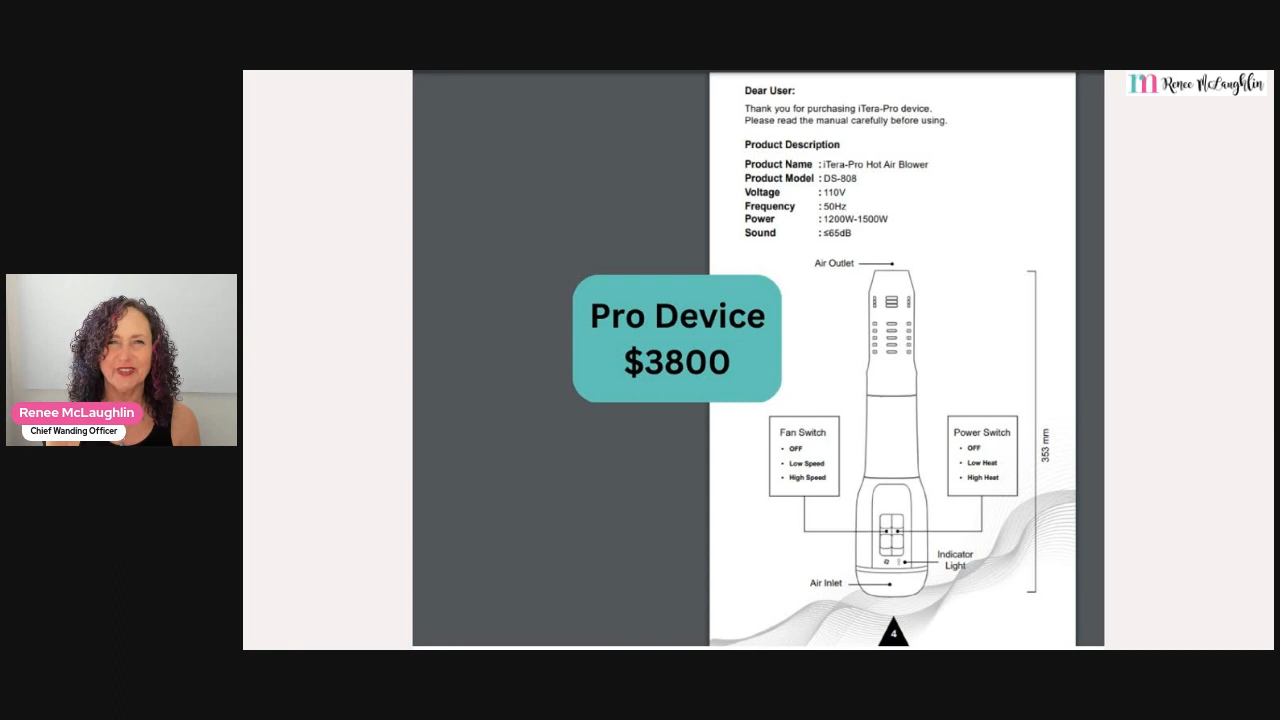 m Renee McLaughlin
Dear User:
Thank you for purchasing iTera-Pro device.
Please read the manual carefully before using.
Product Description
Product Name : iTera-Pro Hot Air Blower
Product Model : DS-808
Voltage : 110V
Frequency : 50Hz
Power : 1200W-1500W
Sound : ≤65dB
Air Outlet
Pro Device
$3800
Fan Switch
• OFF
• Low Speed
• High Speed
Power Switch
• OFF
• Low Heat
• High Heat
353 mm
Indicator
Light
Air Inlet
4
Renee McLaughlin
Chief Wanding Officer